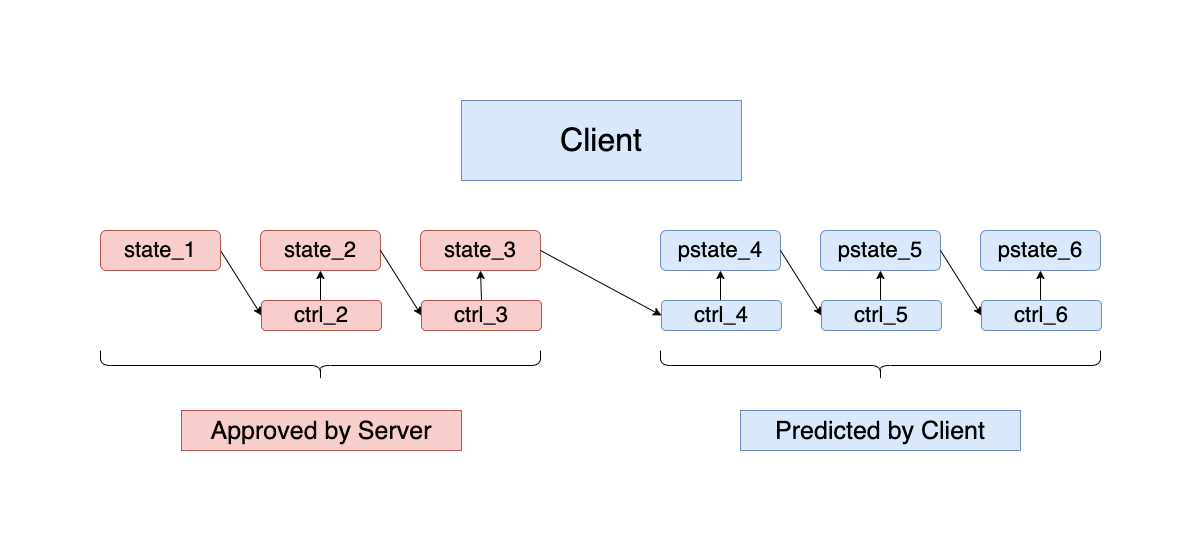 Client
state_1
state_2
state_3
pstate_4
pstate_5
pstate_6
ctrl_2
ctrl_3
ctrl_4
ctrl_5
ctrl_6
Approved by Server
Predicted by Client